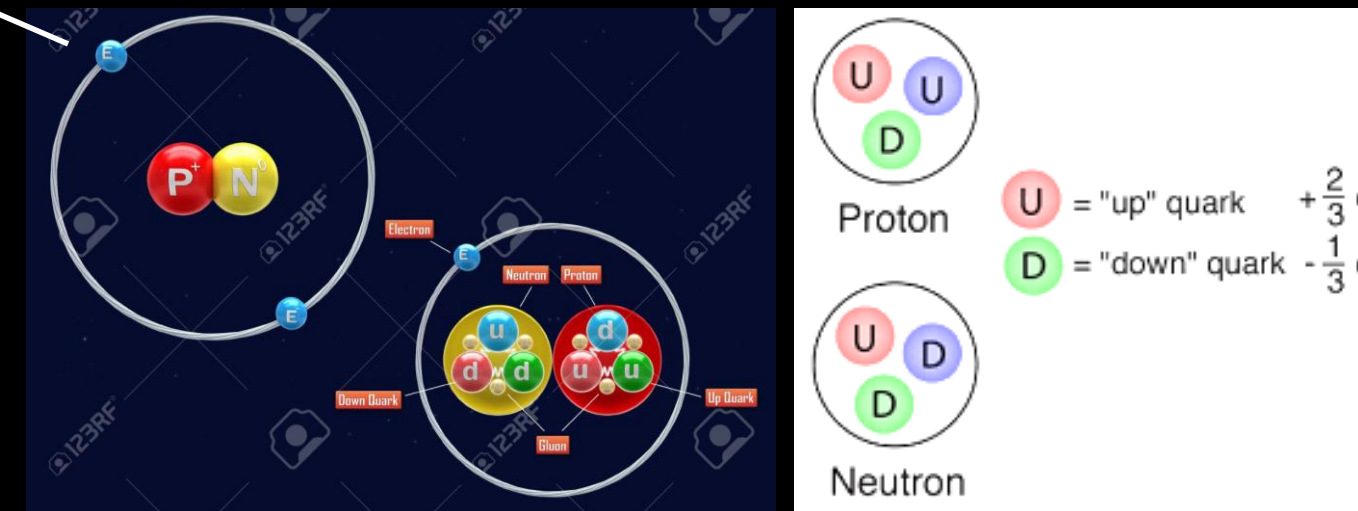 E
P+ N0
E
Electron
E
Neutron Proton
u d
d d u u
Down Quark
Up Quark
Gluon
123RF
123RF
123RF
123RF
123RF
123RF
U U
D
Proton
U = "up" quark + 2/3
D = "down" quark - 1/3
U D
D
Neutron